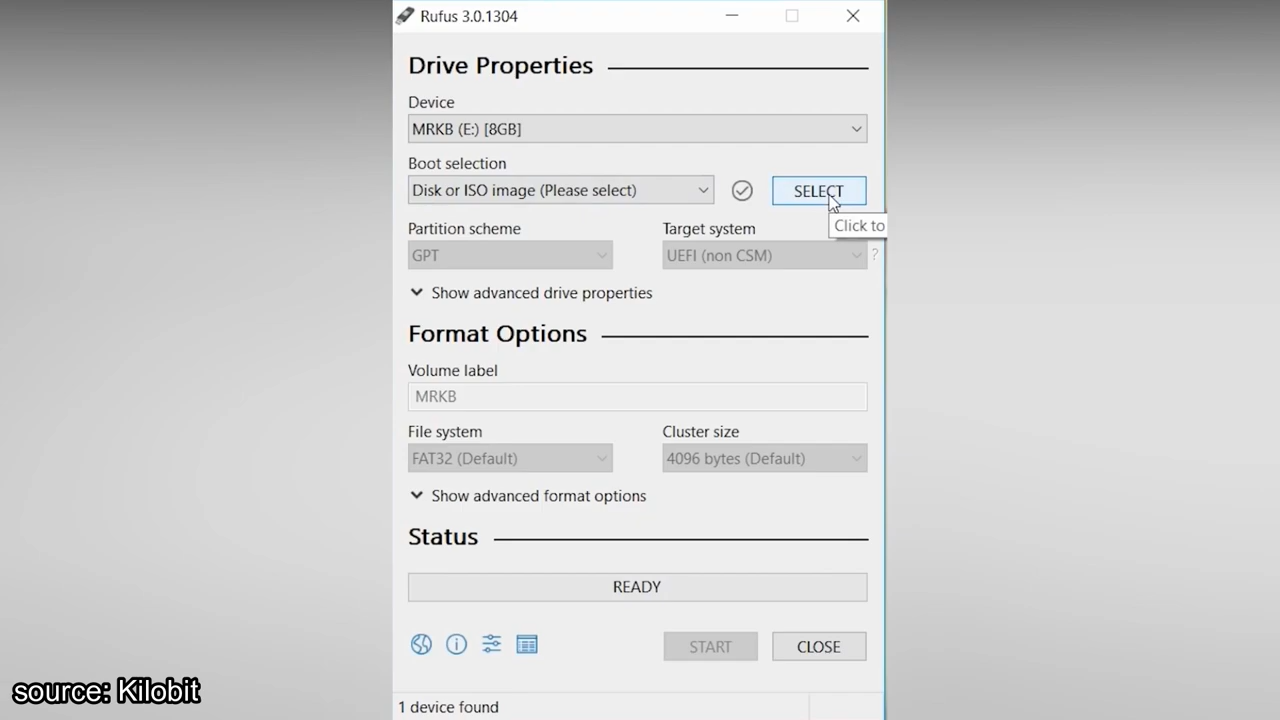 Rufus 3.0.1304
Drive Properties
Device
MRKB (E:) [8GB]
Boot selection
Disk or ISO image (Please select)
SELECT
Click to
Partition scheme
Target system
GPT
UEFI (non CSM)
?
Show advanced drive properties
Format Options
Volume label
MRKB
File system
Cluster size
FAT32 (Default)
4096 bytes (Default)
Show advanced format options
Status
READY
START
CLOSE
source: Kilobit
1 device found